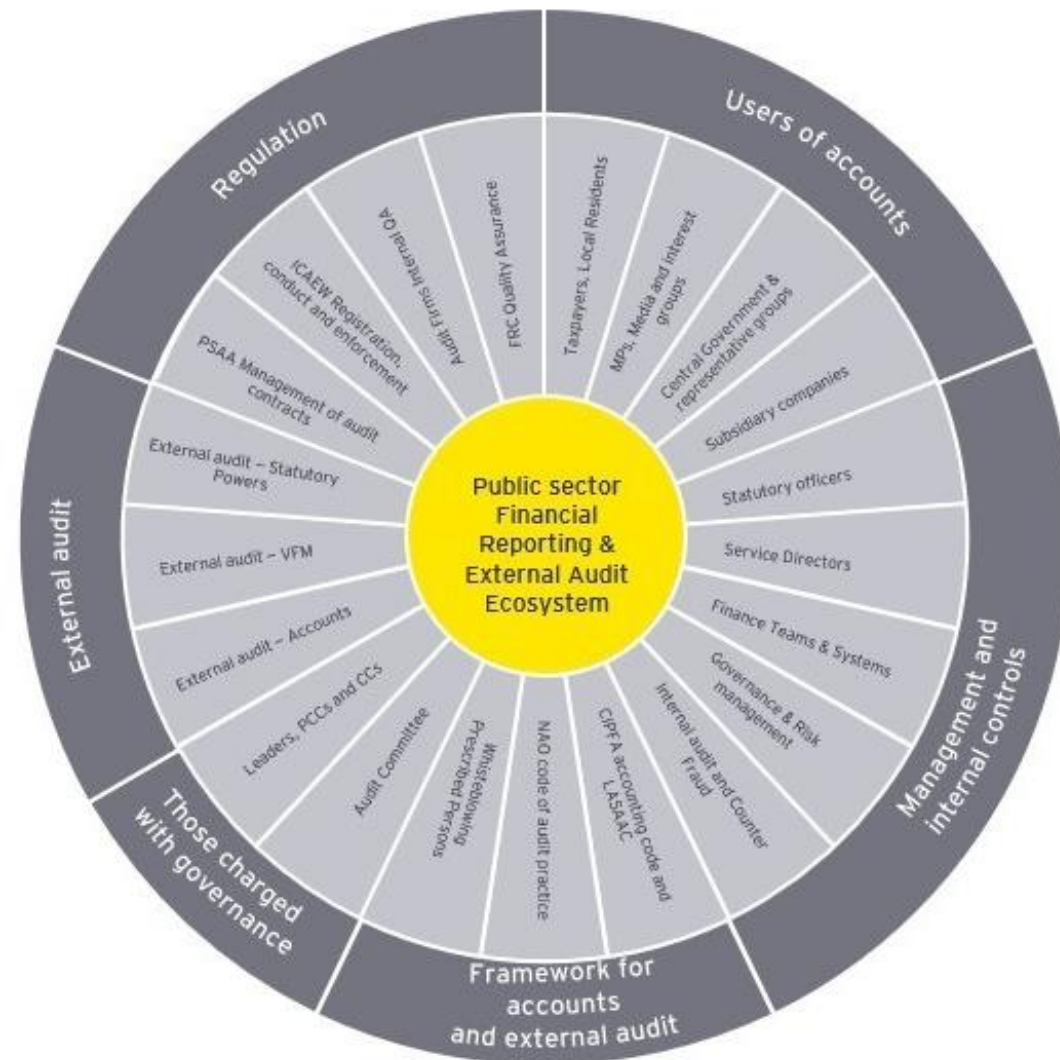 Public sector
Financial
Reporting &
External Audit
Ecosystem
Users of accounts
Taxpayers, Local Residents
MPs, Media and interest
groups
Central Government &
representative groups
Subsidiary companies
Management and
internal controls
Statutory officers
Service Directors
Finance Teams & Systems
Governance & Risk
management
Internal audit and Counter
Fraud
Framework for
accounts
and external audit
CIPFA accounting code and
LASAAC
NAO code of audit practice
Whisteblowing
Prescribed Persons
Those charged
with governance
Audit Committee
Leaders, PCCs and CCs
External audit
External audit – Accounts
External audit – VFM
External audit – Statutory
Powers
Regulation
PSAA Management of audit
contracts
ICAEW Registration,
conduct and enforcement
Audit Firms Internal QA
FRC Quality Assurance